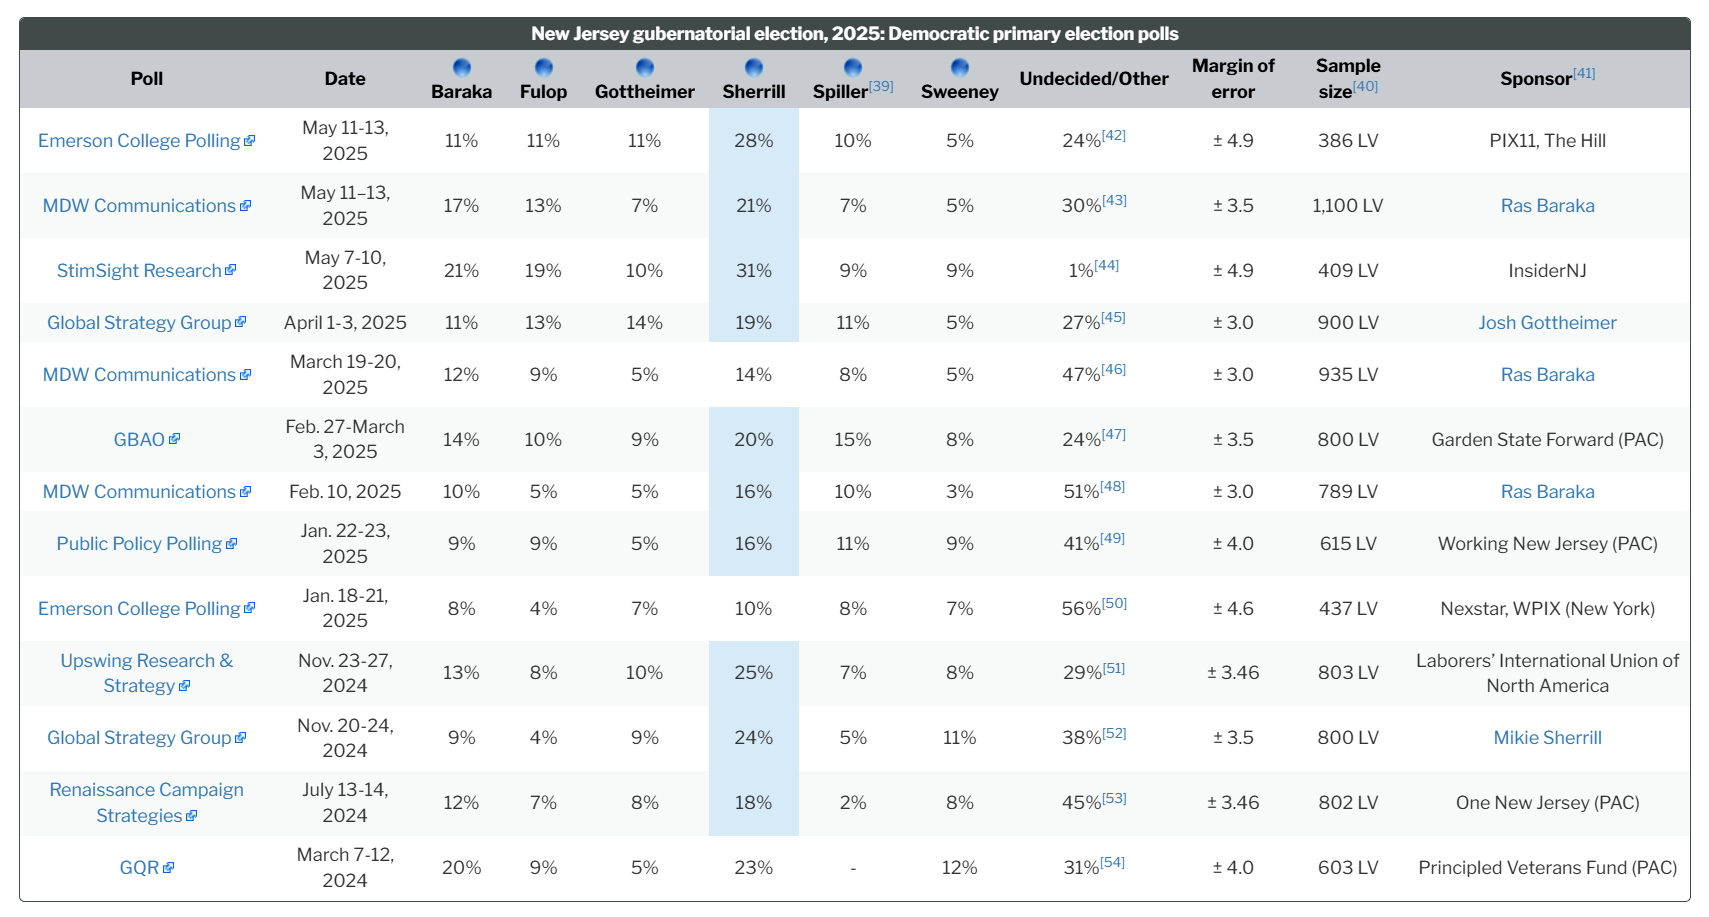 New Jersey gubernatorial election, 2025: Democratic primary election polls
Poll Date Baraka Fulop Gottheimer Sherrill Spiller[39] Sweeney Undecided/Other Margin of error Sample size[40] Sponsor[41]
Emerson College Polling May 11-13, 2025 11% 11% 11% 28% 10% 5% 24%[42] ± 4.9 386 LV PIX11, The Hill
MDW Communications May 11–13, 2025 17% 13% 7% 21% 7% 5% 30%[43] ± 3.5 1,100 LV Ras Baraka
StimSight Research May 7-10, 2025 21% 19% 10% 31% 9% 9% 1%[44] ± 4.9 409 LV InsiderNJ
Global Strategy Group April 1-3, 2025 11% 13% 14% 19% 11% 5% 27%[45] ± 3.0 900 LV Josh Gottheimer
MDW Communications March 19-20, 2025 12% 9% 5% 14% 8% 5% 47%[46] ± 3.0 935 LV Ras Baraka
GBAO Feb. 27-March 3, 2025 14% 10% 9% 20% 15% 8% 24%[47] ± 3.5 800 LV Garden State Forward (PAC)
MDW Communications Feb. 10, 2025 10% 5% 5% 16% 10% 3% 51%[48] ± 3.0 789 LV Ras Baraka
Public Policy Polling Jan. 22-23, 2025 9% 9% 5% 16% 11% 9% 41%[49] ± 4.0 615 LV Working New Jersey (PAC)
Emerson College Polling Jan. 18-21, 2025 8% 4% 7% 10% 8% 7% 56%[50] ± 4.6 437 LV Nexstar, WPIX (New York)
Upswing Research & Strategy Nov. 23-27, 2024 13% 8% 10% 25% 7% 8% 29%[51] ± 3.46 803 LV Laborers’ International Union of North America
Global Strategy Group Nov. 20-24, 2024 9% 4% 9% 24% 5% 11% 38%[52] ± 3.5 800 LV Mikie Sherrill
Renaissance Campaign Strategies July 13-14, 2024 12% 7% 8% 18% 2% 8% 45%[53] ± 3.46 802 LV One New Jersey (PAC)
GQR March 7-12, 2024 20% 9% 5% 23% - 12% 31%[54] ± 4.0 603 LV Principled Veterans Fund (PAC)